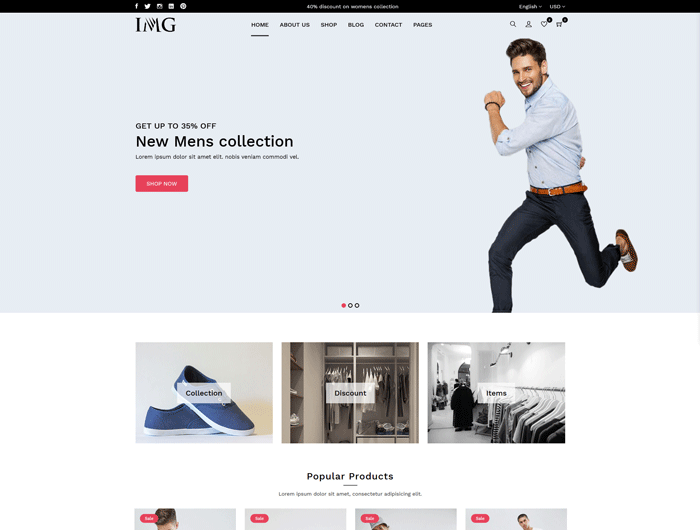 40% discount on womens collection
English
USD
IMG
HOME
ABOUT US
SHOP
BLOG
CONTACT
PAGES
0
0
GET UP TO 35% OFF
New Mens collection
Lorem ipsum dolor sit amet elit. nobis veniam commodi vel.
SHOP NOW
Collection
Discount
Items
Popular Products
Lorem ipsum dolor sit amet, consectetur adipisicing elit.
Sale
Sale
Sale
Sale